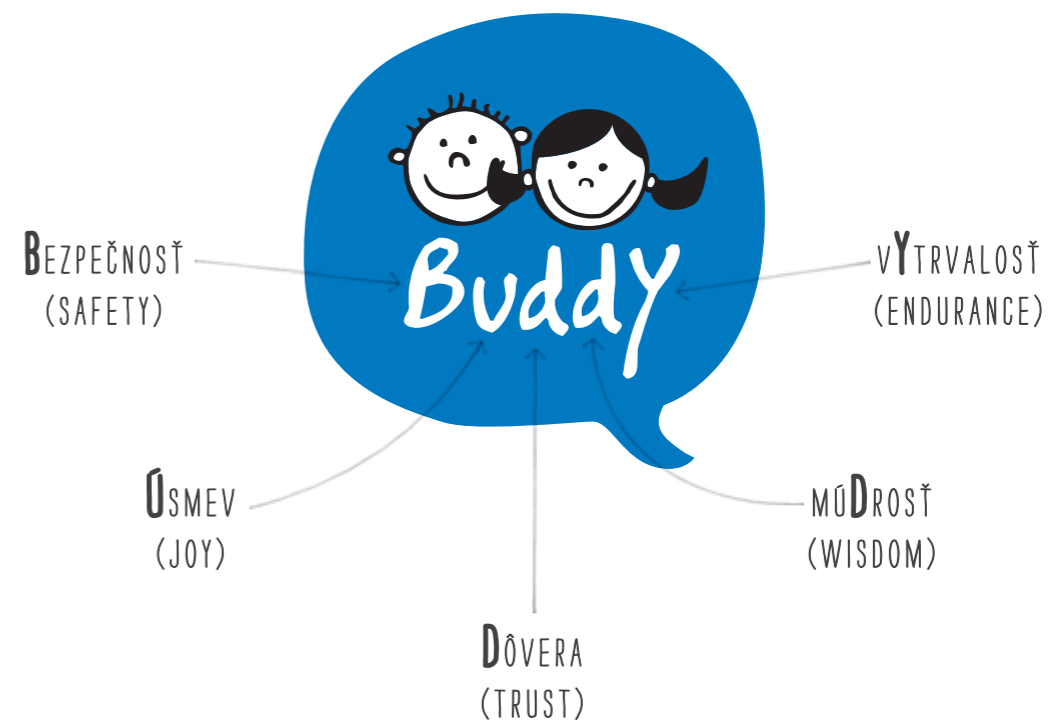 Buddy
BEZPEČNOSŤ
(SAFETY)
VYTRVALOSŤ
(ENDURANCE)
ÚSMEV
(JOY)
MÚDROSŤ
(WISDOM)
DÔVERA
(TRUST)